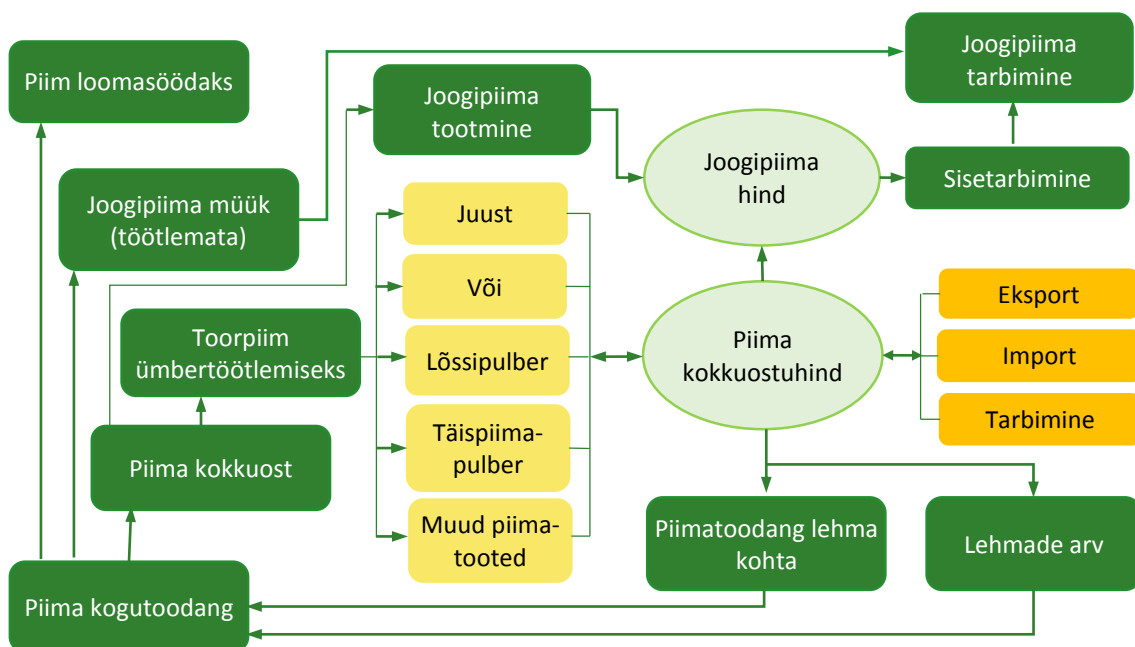 Piim loomasöödaks
Joogipiima
tootmine
Joogipiima
tarbimine
Joogipiima müük
(töötlemata)
Joogipiima
hind
Sisetarbimine
Juust
Või
Lõssipulber
Täispiima-
pulber
Muud piima-
tooted
Toorpiim
ümbertöötlemiseks
Piima
kokkuostuhind
Eksport
Import
Tarbimine
Piima kokkuost
Piimatoodang lehma
kohta
Lehmade arv
Piima kogutoodang